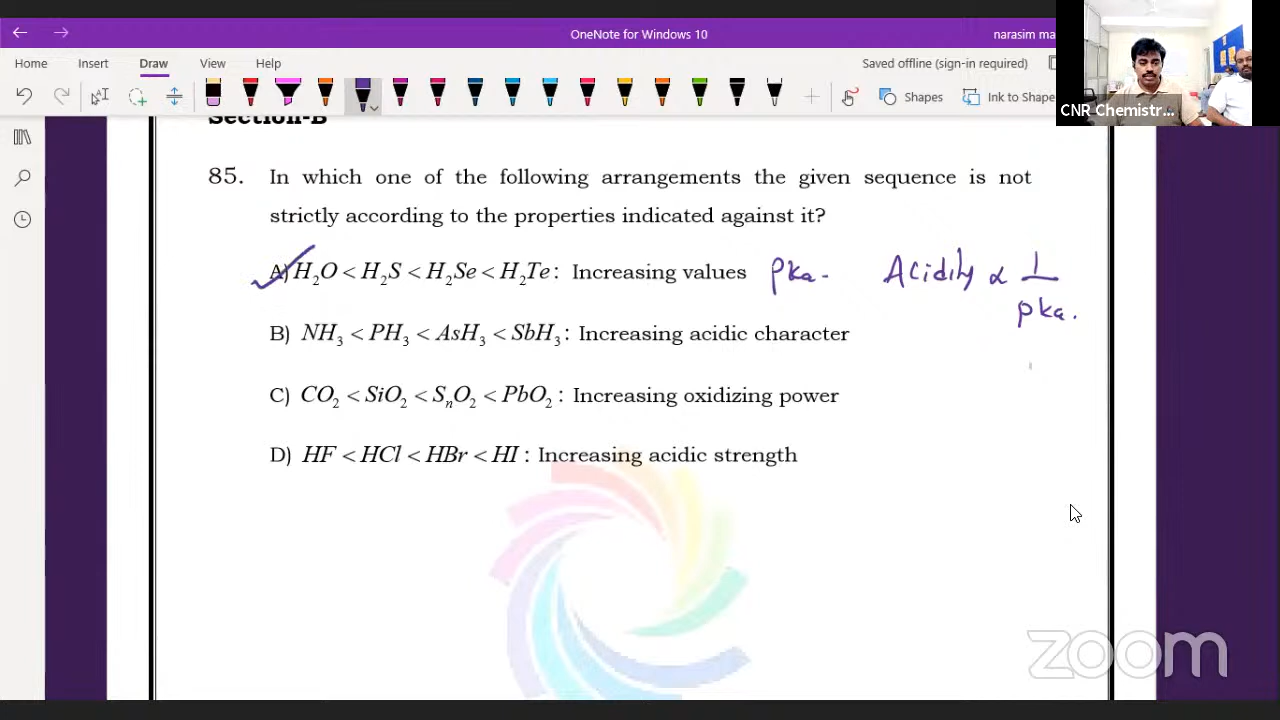 OneNote for Windows 10
narasim ma
Home Insert Draw View Help
Saved offline (sign-in required)
Shapes Ink to Shape
CNR Chemistr...
Section-B
85. In which one of the following arrangements the given sequence is not
strictly according to the properties indicated against it?
A) H₂O < H₂S < H₂Se < H₂Te : Increasing values pka. Acidity ∝ 1/pka.
B) NH₃ < PH₃ < AsH₃ < SbH₃ : Increasing acidic character
C) CO₂ < SiO₂ < SₙO₂ < PbO₂ : Increasing oxidizing power
D) HF < HCl < HBr < HI : Increasing acidic strength
zoom